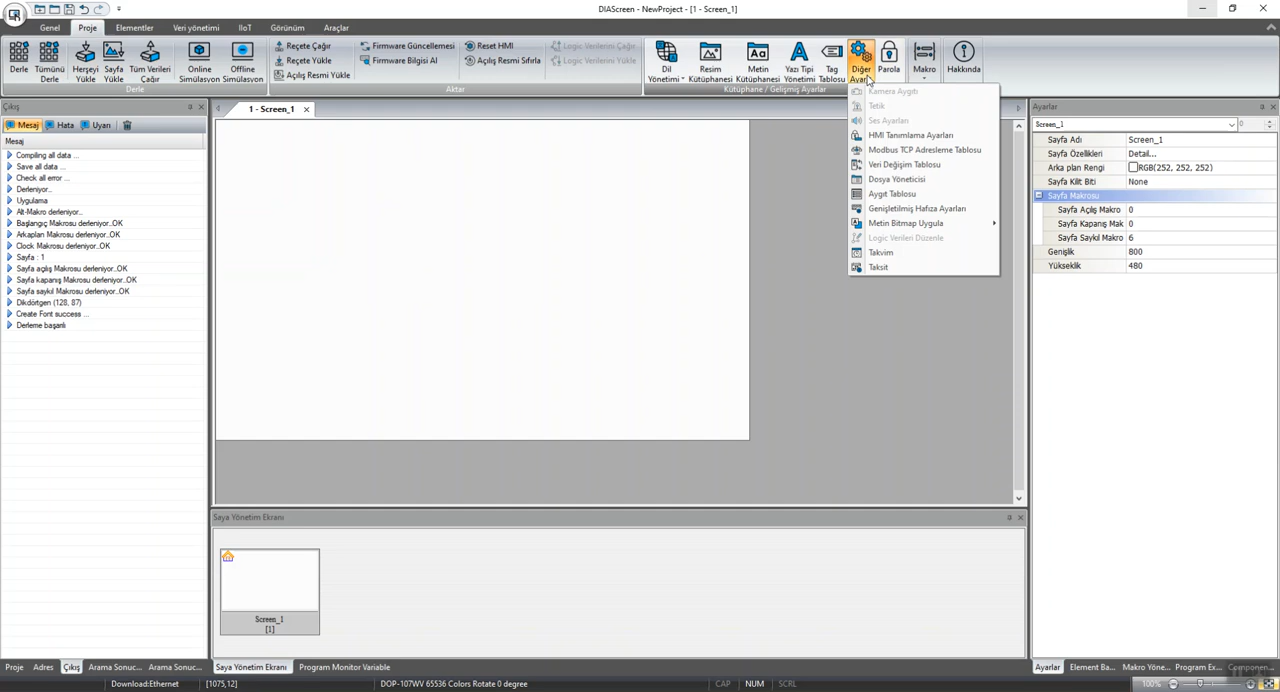 DIAScreen - NewProject - [1 - Screen_1]
Genel Proje Elementler Veri yönetimi IIoT Görünüm Araçlar
Derle
Tümünü Derle
Herşeyi Yükle
Sayfa Yükle
Tüm Verileri Çağır
Online Simülasyon
Offline Simülasyon
Derle
Reçete Çağır
Reçete Yükle
Açılış Resmi Yükle
Firmware Güncellemesi
Firmware Bilgisi AI
Reset HMI
Açılış Resmi Sıfırla
Logic Verilerini Çağır
Logic Verilerini Yükle
Aktar
Dil Yönetimi
Resim Kütüphanesi
Metin Kütüphanesi
Yazı Tipi Yönetimi
Tag Tablosu
Diğer
Parola
Makro
Hakkında
Kütüphane / Gelişmiş Ayarlar
Kamera Aygıtı
Tetik
Ses Ayarları
HMI Tanımlama Ayarları
Modbus TCP Adresleme Tablosu
Veri Değişim Tablosu
Dosya Yöneticisi
Aygıt Tablosu
Genişletilmiş Hafıza Ayarları
Metin Bitmap Uygula
Logic Verileri Düzenle
Takvim
Taksit
Çıkış
Mesaj Hata Uyarı
Mesaj
Compiling all data ...
Save all data ...
Check all error ...
Derleniyor...
Uygulama
Alt-Makro derleniyor...
Başlangıç Makrosu derleniyor..OK
Arkaplan Makrosu derleniyor..OK
Clock Makrosu derleniyor..OK
Sayfa : 1
Sayfa açılış Makrosu derleniyor..OK
Sayfa kapanış Makrosu derleniyor..OK
Sayfa saykıl Makrosu derleniyor..OK
Dikdörtgen (128, 87)
Create Font success ...
Derleme başarılı
1 - Screen_1
Saya Yönetim Ekranı
Screen_1
[1]
Ayarlar
Screen_1 0
Sayfa Adı Screen_1
Sayfa Özellikleri Detail...
Arka plan Rengi RGB(252, 252, 252)
Sayfa Kilit Biti None
Sayfa Makrosu
Sayfa Açılış Makro 0
Sayfa Kapanış Mak 0
Sayfa Saykıl Makro 6
Genişlik 800
Yükseklik 480
Proje Adres Çıkış Arama Sonuc... Arama Sonuc... Saya Yönetim Ekranı Program Monitor Variable Ayarlar Element Ba... Makro Yöne... Program Ex... Componen...
Download:Ethernet [1075,12] DOP-107WV 65536 Colors Rotate 0 degree CAP NUM SCRL 100%